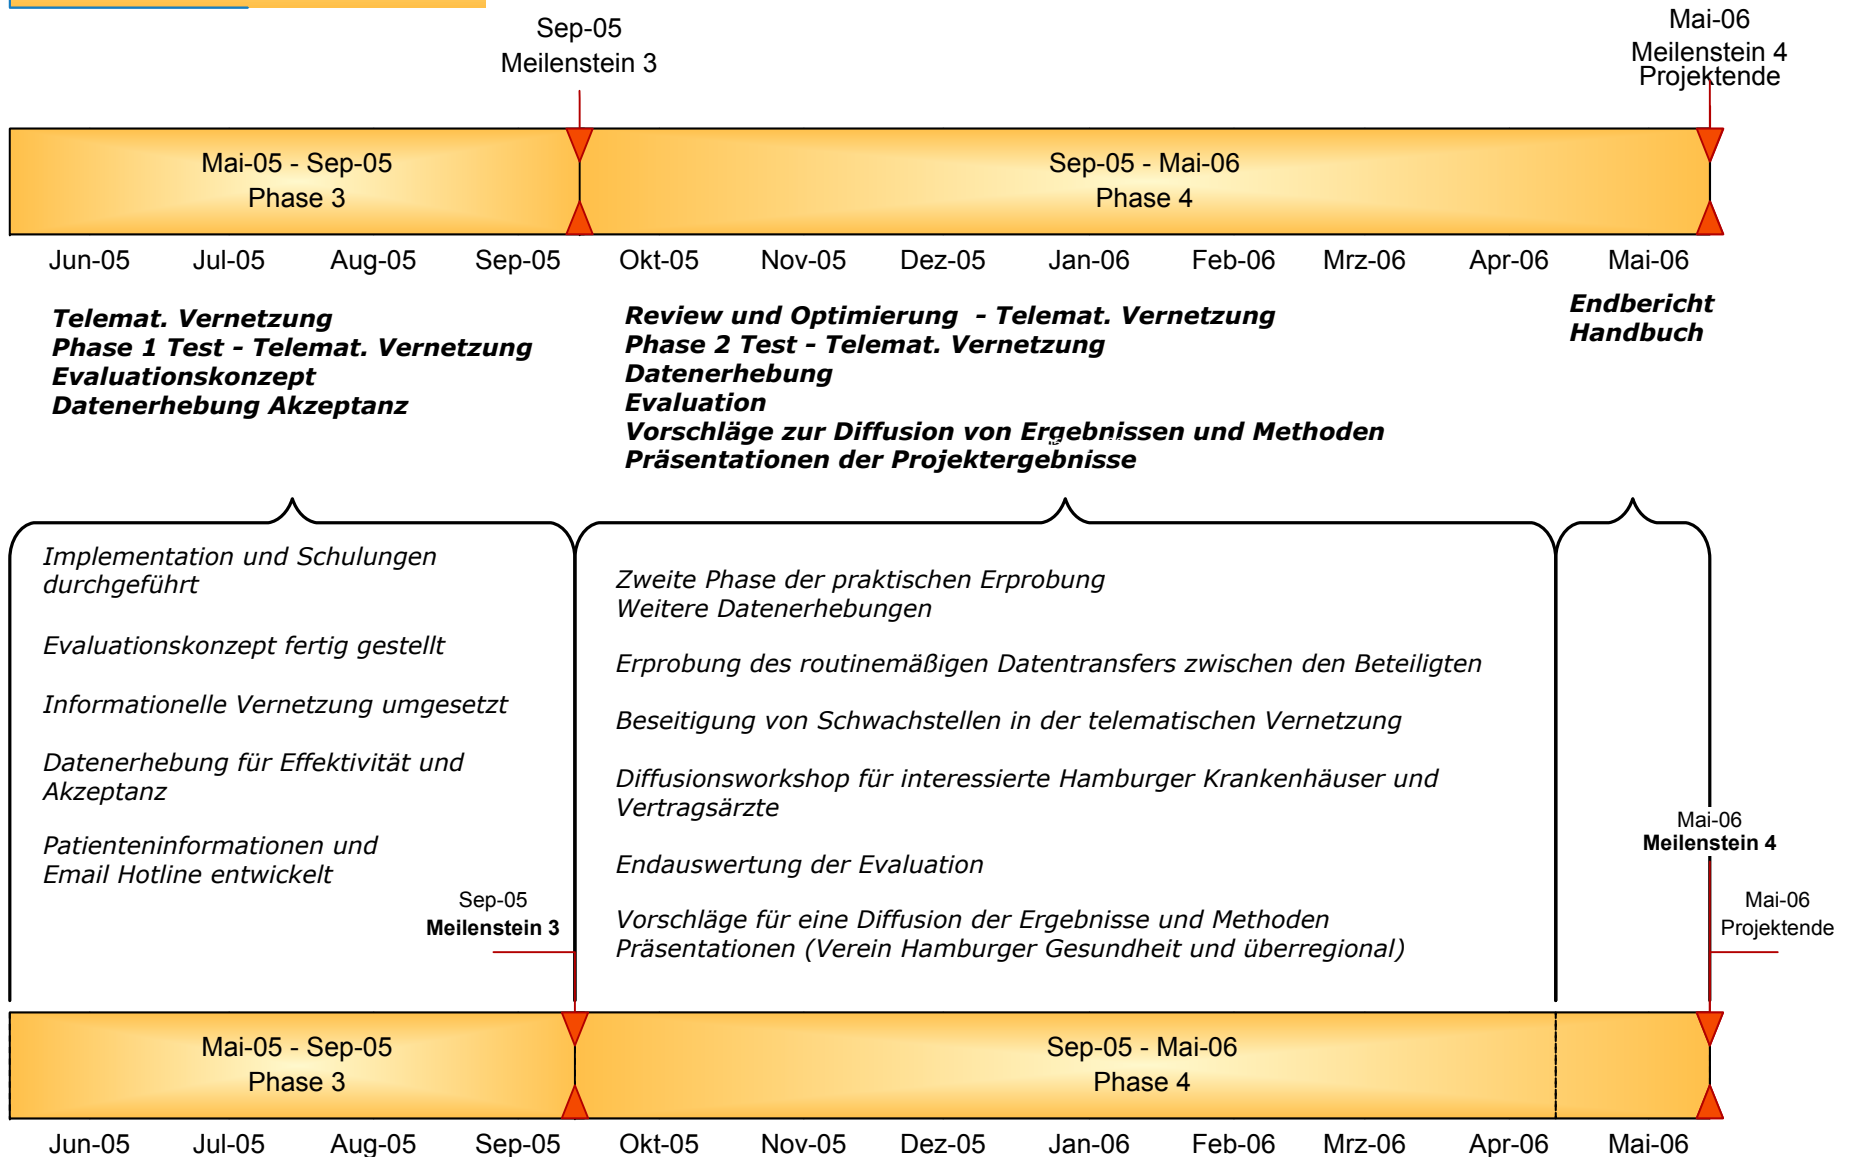 Sep-05
Meilenstein 3
Mai-06
Meilenstein 4
Projektende
Mai-05 - Sep-05
Phase 3
Sep-05 - Mai-06
Phase 4
Jun-05 Jul-05 Aug-05 Sep-05 Okt-05 Nov-05 Dez-05 Jan-06 Feb-06 Mrz-06 Apr-06 Mai-06
Telemat. Vernetzung
Phase 1 Test - Telemat. Vernetzung
Evaluationskonzept
Datenerhebung Akzeptanz
Review und Optimierung - Telemat. Vernetzung
Phase 2 Test - Telemat. Vernetzung
Datenerhebung
Evaluation
Vorschläge zur Diffusion von Ergebnissen und Methoden
Präsentationen der Projektergebnisse
Endbericht
Handbuch
Implementation und Schulungen
durchgeführt
Evaluationskonzept fertig gestellt
Informationelle Vernetzung umgesetzt
Datenerhebung für Effektivität und
Akzeptanz
Patienteninformationen und
Email Hotline entwickelt
Sep-05
Meilenstein 3
Zweite Phase der praktischen Erprobung
Weitere Datenerhebungen
Erprobung des routinemäßigen Datentransfers zwischen den Beteiligten
Beseitigung von Schwachstellen in der telematischen Vernetzung
Diffusionsworkshop für interessierte Hamburger Krankenhäuser und
Vertragsärzte
Endauswertung der Evaluation
Vorschläge für eine Diffusion der Ergebnisse und Methoden
Präsentationen (Verein Hamburger Gesundheit und überregional)
Mai-06
Meilenstein 4
Mai-06
Projektende
Mai-05 - Sep-05
Phase 3
Sep-05 - Mai-06
Phase 4
Jun-05 Jul-05 Aug-05 Sep-05 Okt-05 Nov-05 Dez-05 Jan-06 Feb-06 Mrz-06 Apr-06 Mai-06